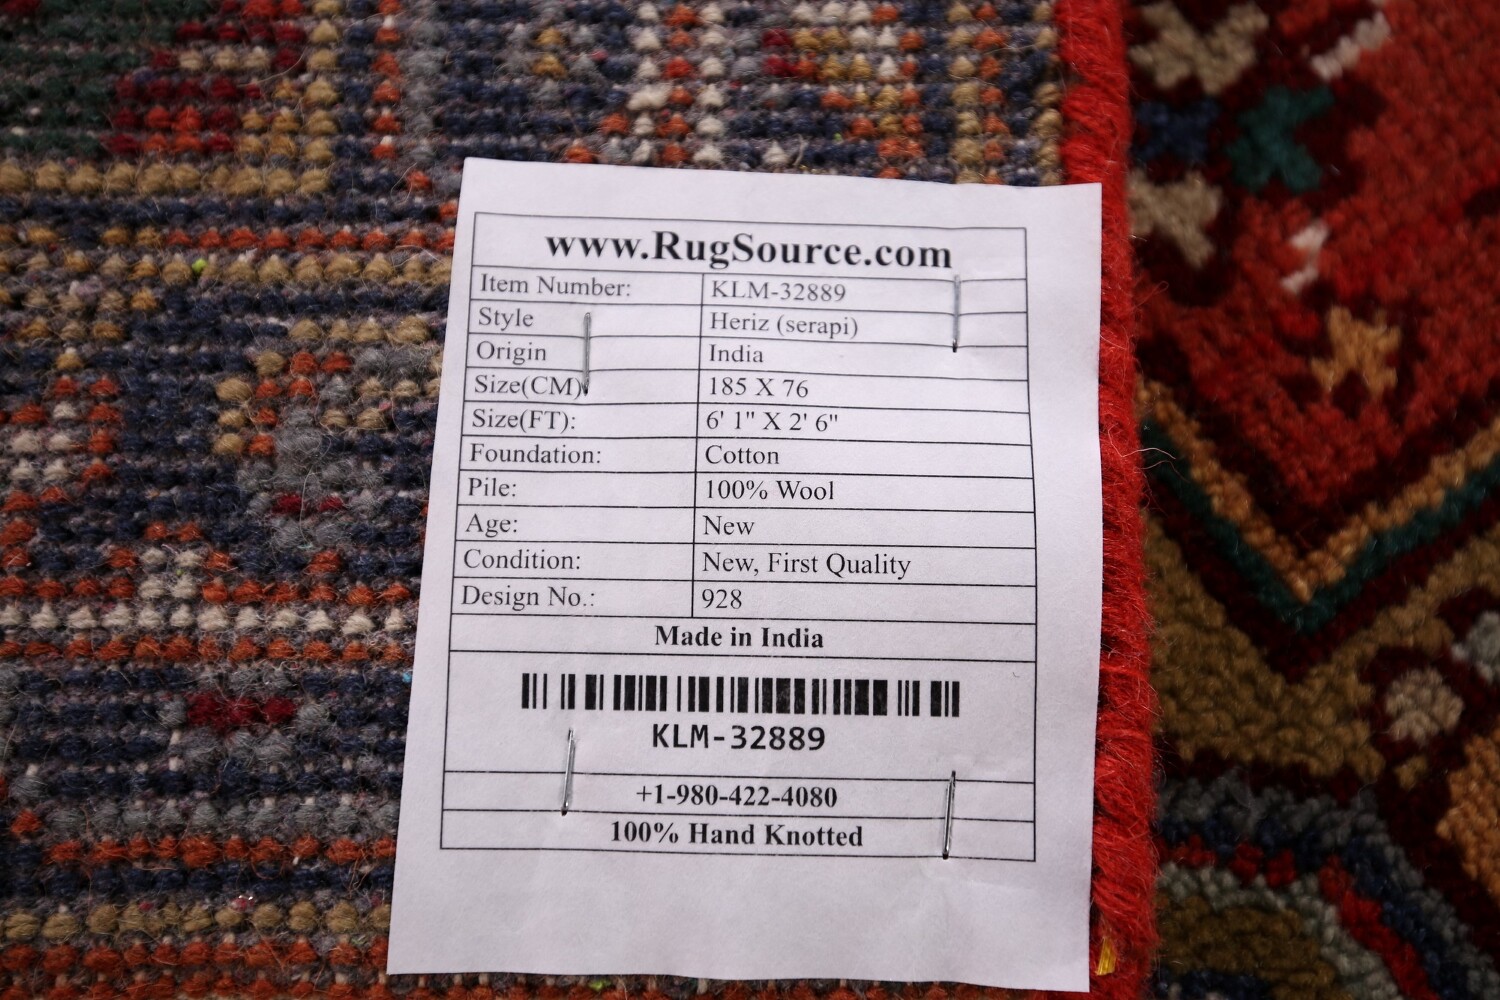 www.RugSource.com
Item Number: KLM-32889
Style Heriz (serapi)
Origin India
Size(CM): 185 X 76
Size(FT): 6' 1" X 2' 6"
Foundation: Cotton
Pile: 100% Wool
Age: New
Condition: New, First Quality
Design No.: 928
Made in India
KLM-32889
+1-980-422-4080
100% Hand Knotted